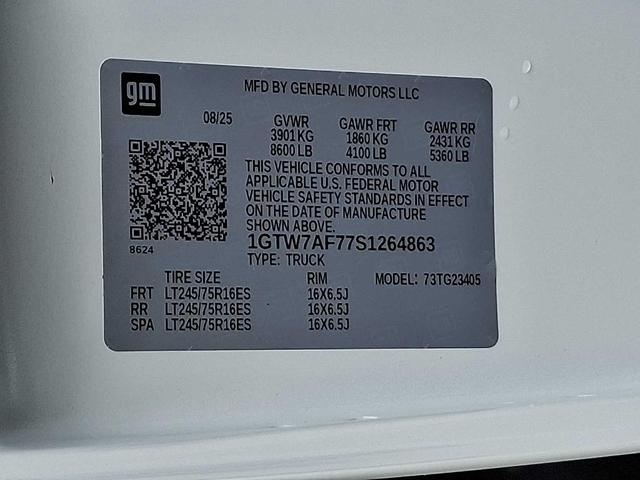 gm
MFD BY GENERAL MOTORS LLC
08/25 GVWR GAWR FRT GAWR RR
3901 KG 1860 KG 2431 KG
8600 LB 4100 LB 5360 LB
THIS VEHICLE CONFORMS TO ALL
APPLICABLE U.S. FEDERAL MOTOR
VEHICLE SAFETY STANDARDS IN EFFECT
ON THE DATE OF MANUFACTURE
SHOWN ABOVE.
8624
1GTW7AF77S1264863
TYPE: TRUCK
TIRE SIZE RIM MODEL: 73TG23405
FRT LT245/75R16ES 16X6.5J
RR LT245/75R16ES 16X6.5J
SPA LT245/75R16ES 16X6.5J